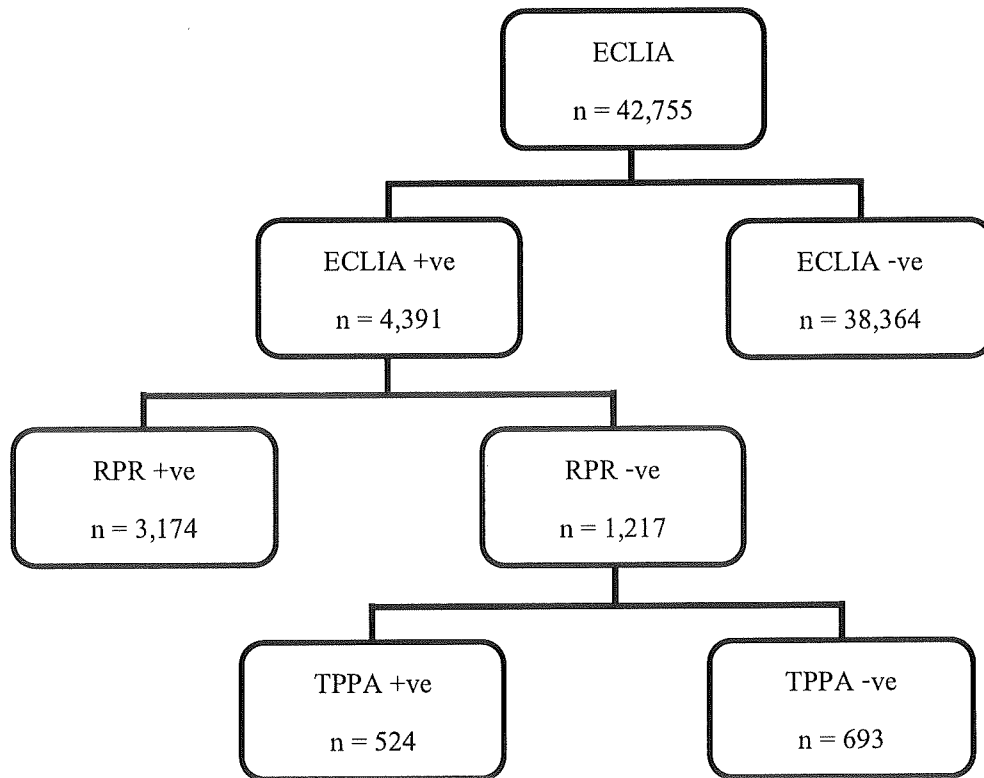 ECLIA
n = 42,755
ECLIA +ve
n = 4,391
ECLIA -ve
n = 38,364
RPR +ve
n = 3,174
RPR -ve
n = 1,217
TPPA +ve
n = 524
TPPA -ve
n = 693